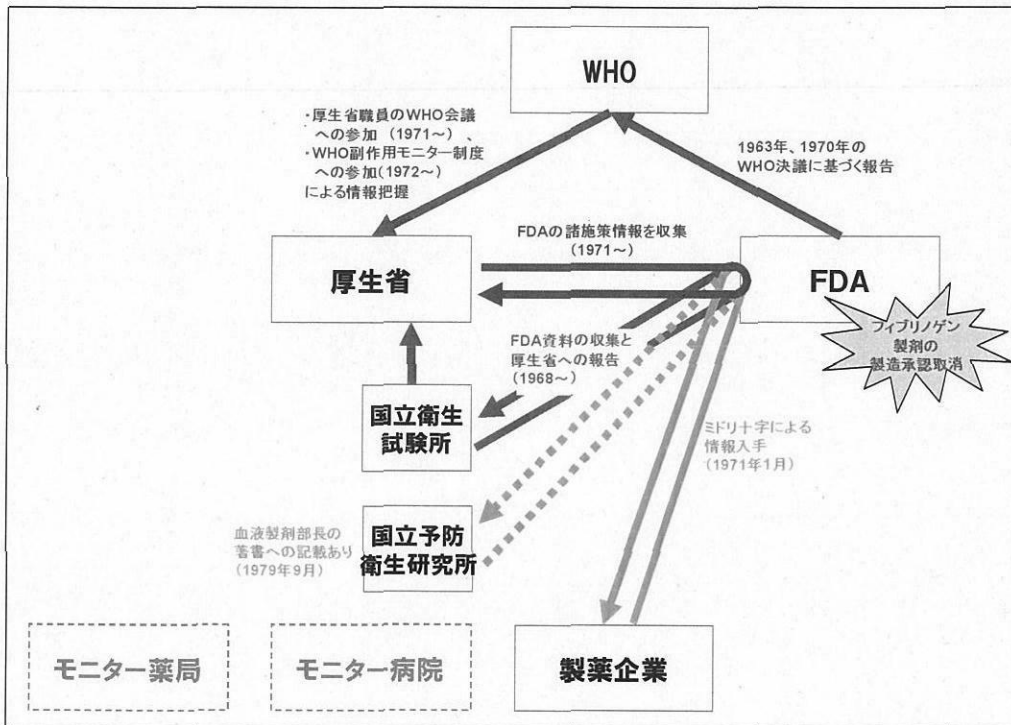 WHO
・厚生省職員のWHO会議
への参加 (1971～)、
・WHO副作用モニター制度
への参加(1972～)
による情報把握
1963年、1970年の
WHO決議に基づく報告
FDAの諸施策情報を収集
(1971～)
厚生省
FDA
フィブリノゲン
製剤の
製造承認取消
FDA資料の収集と
厚生省への報告
(1968～)
国立衛生
試験所
ミドリ十字による
情報入手
(1971年1月)
血液製剤部長の
著書への記載あり
(1979年9月)
国立予防
衛生研究所
モニター薬局
モニター病院
製薬企業